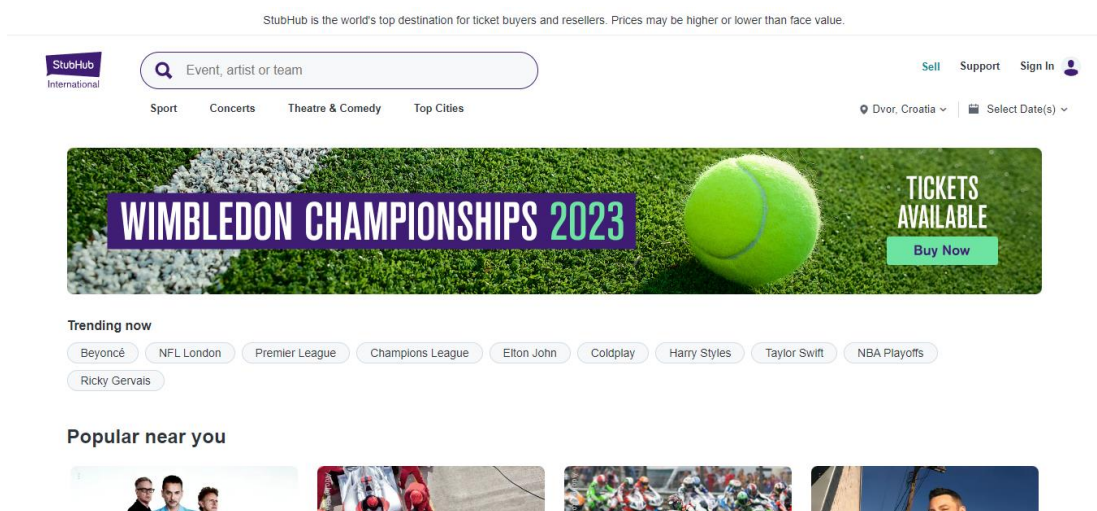 StubHub is the world's top destination for ticket buyers and resellers. Prices may be higher or lower than face value.
StubHub
International
Event, artist or team
Sell Support Sign In
Sport Concerts Theatre & Comedy Top Cities
Dvor, Croatia Select Date(s)
WIMBLEDON CHAMPIONSHIPS 2023
TICKETS
AVAILABLE
Buy Now
Trending now
Beyoncé NFL London Premier League Champions League Elton John Coldplay Harry Styles Taylor Swift NBA Playoffs
Ricky Gervais
Popular near you